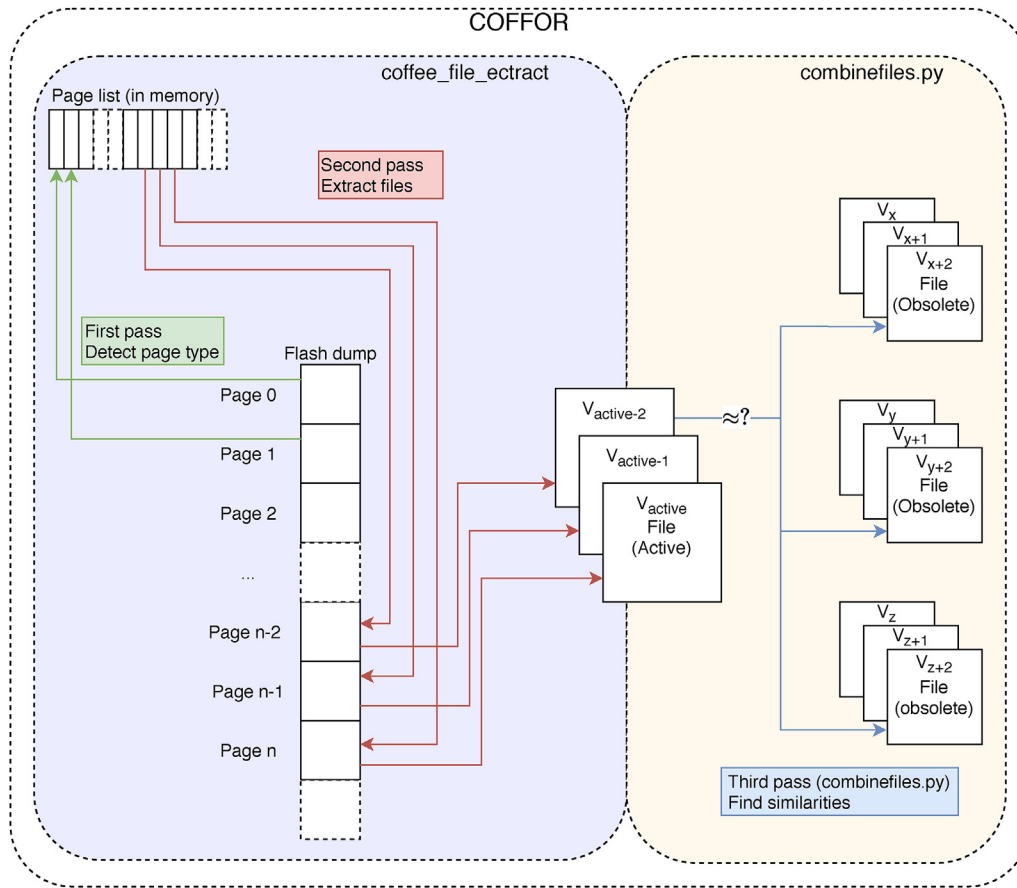 COFFOR
coffee_file_ectract
combinefiles.py
Page list (in memory)
Second pass
Extract files
First pass
Detect page type
Flash dump
Page 0
Page 1
Page 2
...
Page n-2
Page n-1
Page n
Vactive-2
Vactive-1
Vactive
File
(Active)
≈?
Vx
Vx+1
Vx+2
File
(Obsolete)
Vy
Vy+1
Vy+2
File
(Obsolete)
Vz
Vz+1
Vz+2
File
(obsolete)
Third pass (combinefiles.py)
Find similarities